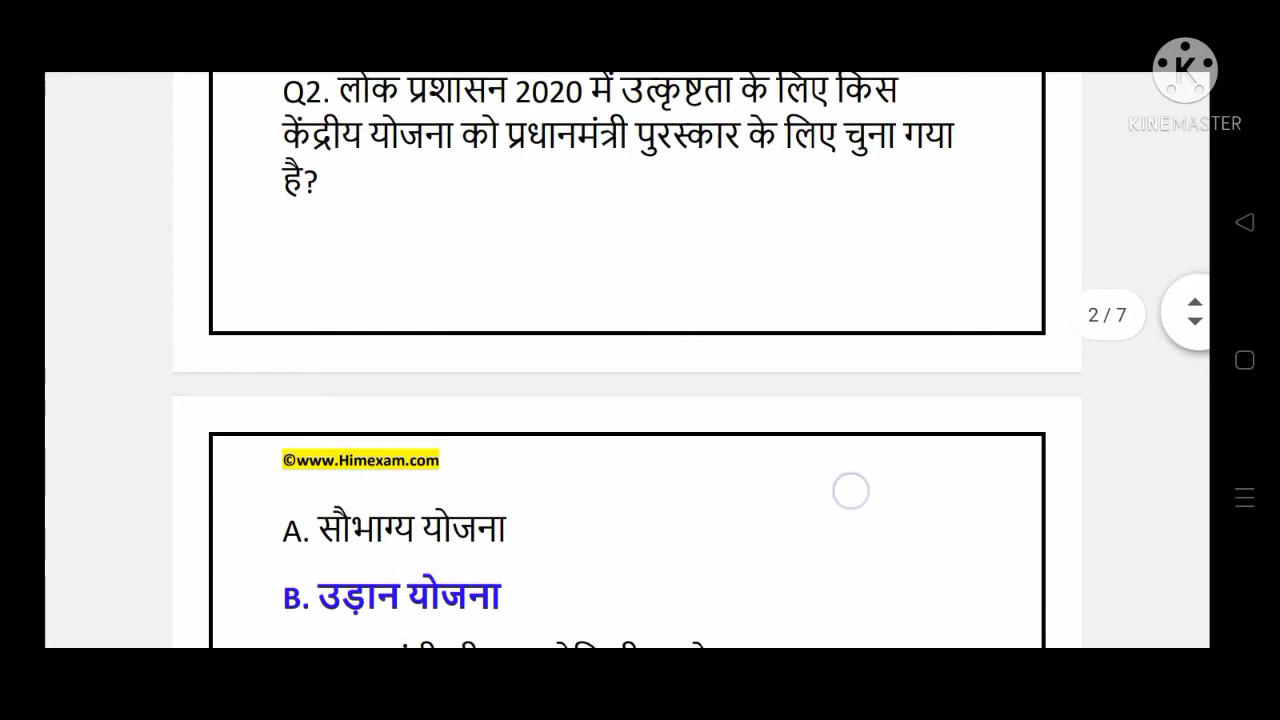 Q2. लोक प्रशासन 2020 में उत्कृष्टता के लिए किस
केंद्रीय योजना को प्रधानमंत्री पुरस्कार के लिए चुना गया
है?
KINEMASTER
2 / 7
©www.Himexam.com
A. सौभाग्य योजना
B. उड़ान योजना